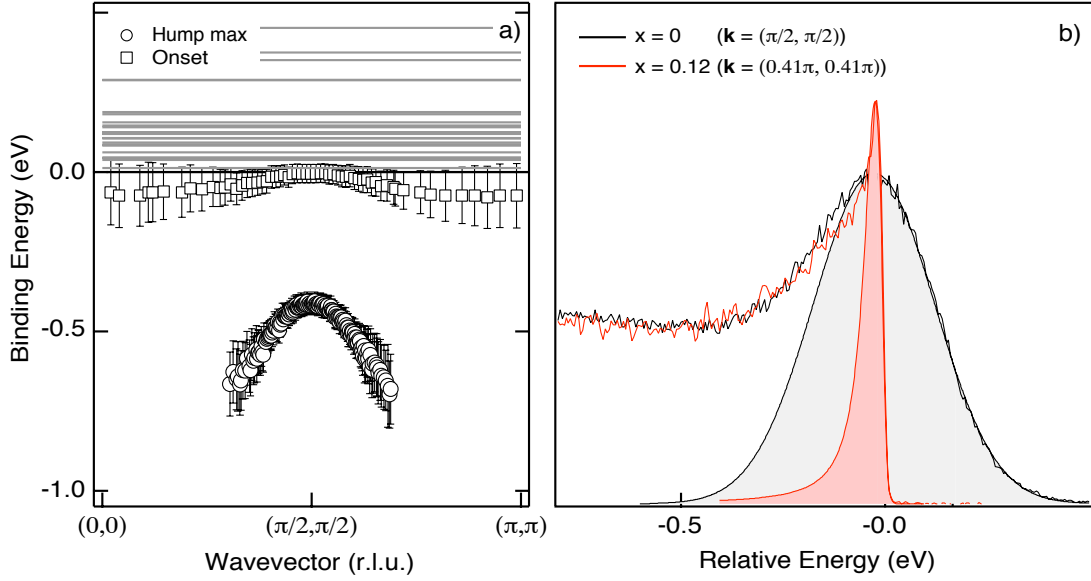 a)
Hump max
Onset
0.0
-0.5
-1.0
Binding Energy (eV)
(0,0)
(π/2,π/2)
(π,π)
Wavevector (r.l.u.)
b)
x = 0 (k = (π/2, π/2))
x = 0.12 (k = (0.41π, 0.41π))
-0.5
-0.0
Relative Energy (eV)